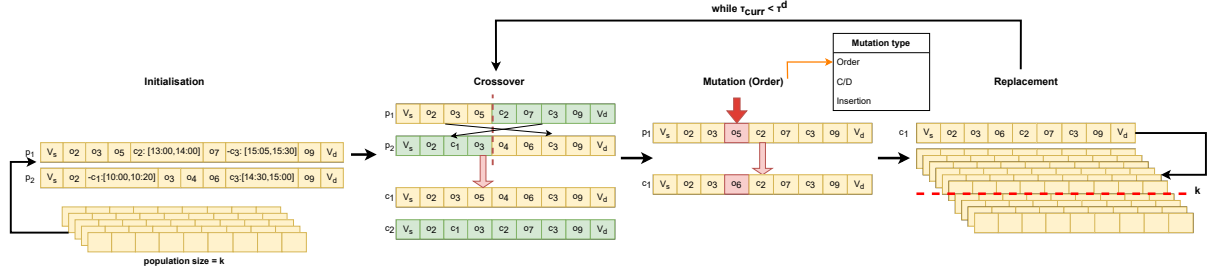 while τcurr < τd
Initialisation
Crossover
Mutation (Order)
Mutation type
Order
C/D
Insertion
Replacement
p1 Vs o2 o3 o5 c2: [13:00,14:00] o7 -c3: [15:05,15:30] o9 Vd
p2 Vs o2 -c1:[10:00,10:20] o3 o4 o6 c3:[14:30,15:00] o9 Vd
population size = k
p1 Vs o2 o3 o5 c2 o7 c3 o9 Vd
p2 Vs o2 c1 o3 o4 o6 c3 o9 Vd
c1 Vs o2 o3 o5 o4 o6 c3 o9 Vd
c2 Vs o2 c1 o3 c2 o7 c3 o9 Vd
p1 Vs o2 o3 o5 c2 o7 c3 o9 Vd
c1 Vs o2 o3 o6 c2 o7 c3 o9 Vd
c1 Vs o2 o3 o6 c2 o7 c3 o9 Vd
k